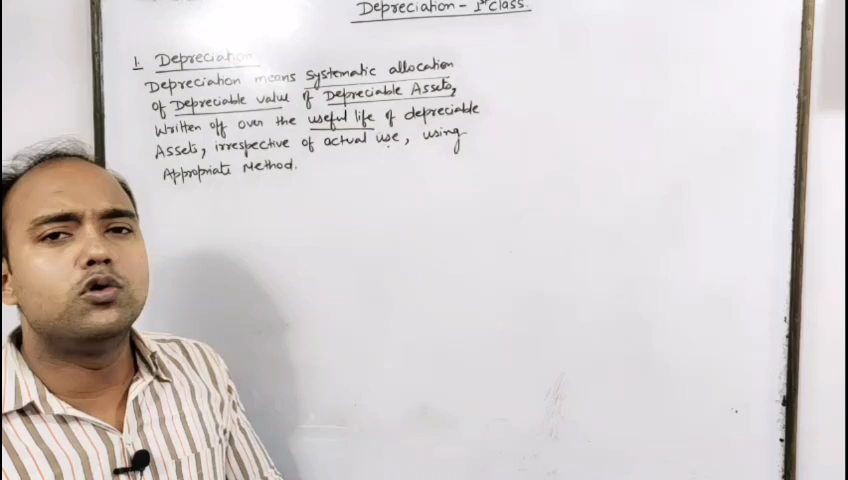 Depreciation - 1st Class.
1. Depreciation
Depreciation means systematic allocation
of Depreciable value of Depreciable Assets,
Written off over the useful life of depreciable
Assets, irrespective of actual use, using
Appropriate Method.